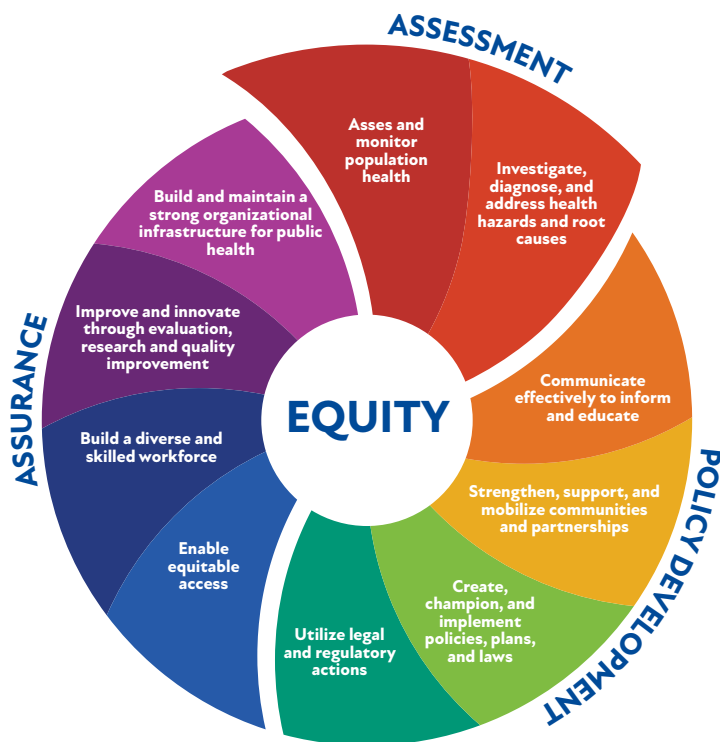 ASSESSMENT
Asses and
monitor
population
health
Investigate,
diagnose, and
address health
hazards and root
causes
POLICY DEVELOPMENT
Communicate
effectively to inform
and educate
Strengthen, support, and
mobilize communities
and partnerships
Create,
champion, and
implement
policies, plans,
and laws
Utilize legal
and regulatory
actions
ASSURANCE
Enable
equitable
access
Build a diverse and
skilled workforce
Improve and innovate
through evaluation,
research and quality
improvement
Build and maintain a
strong organizational
infrastructure for public
health
EQUITY